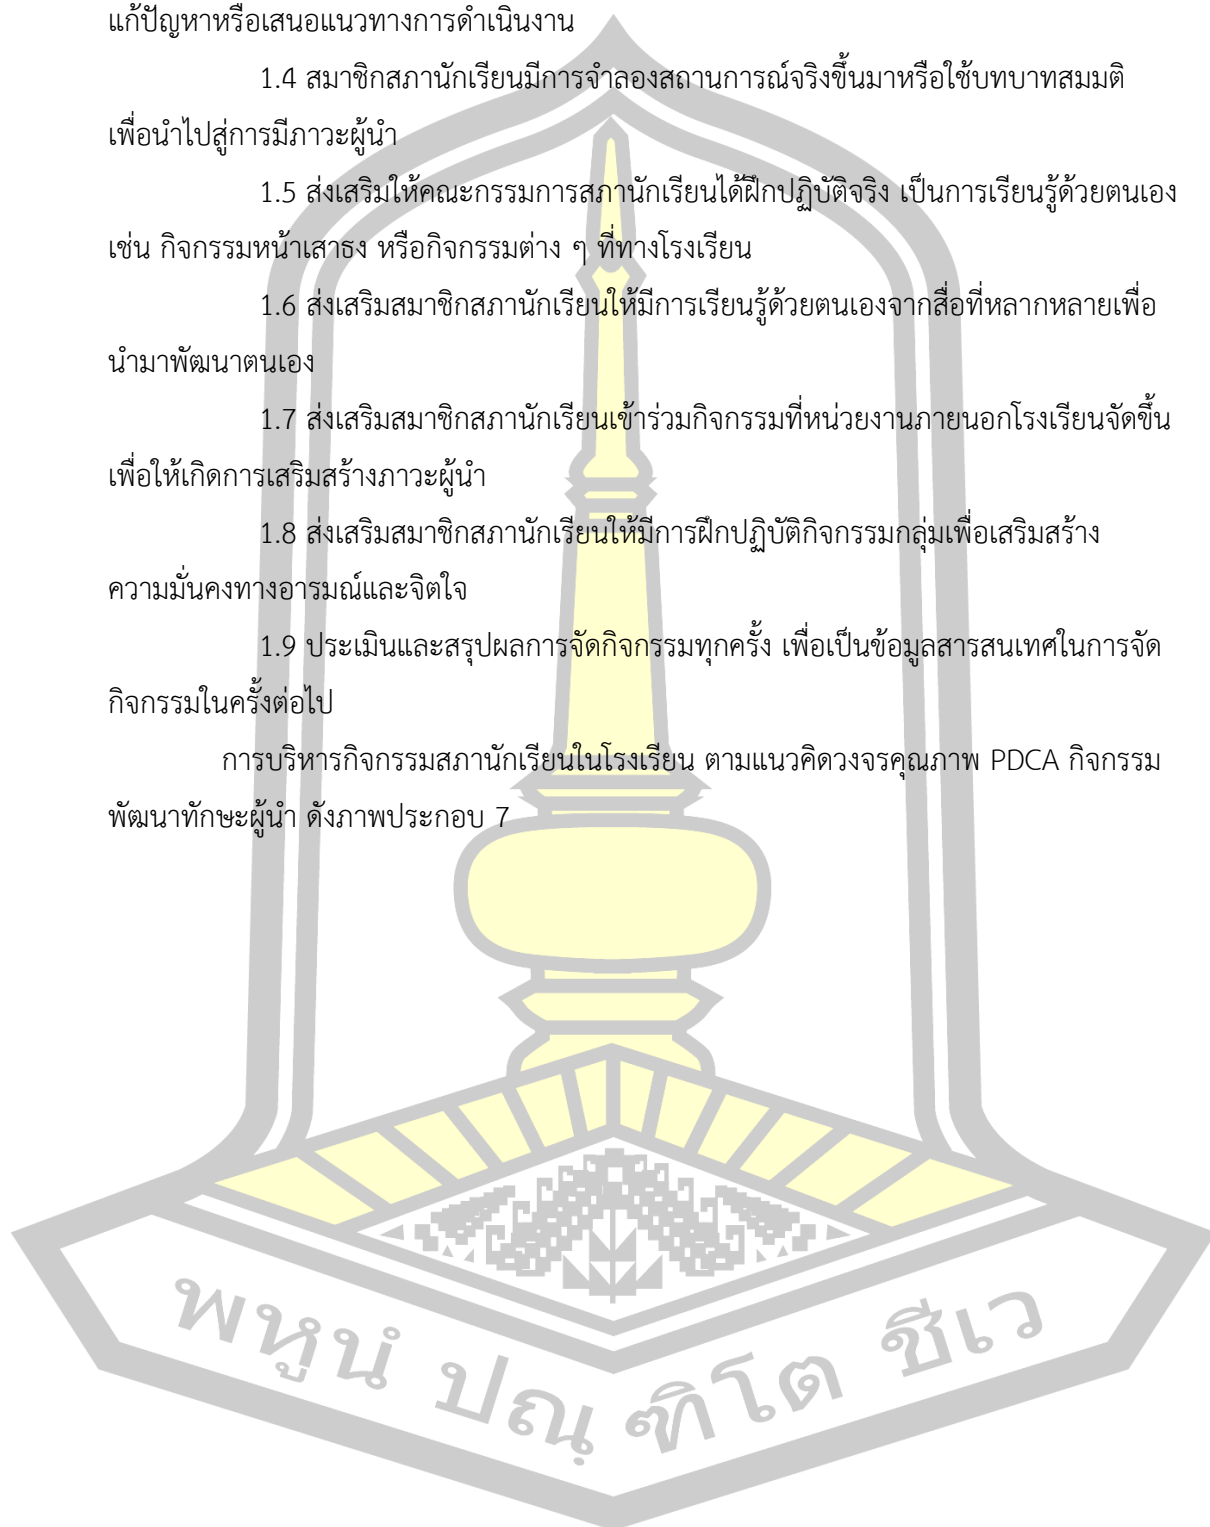 แก้ปัญหาหรือเสนอแนวทางการดำเนินงาน
1.4 สมาชิกสภานักเรียนมีการจำลองสถานการณ์จริงขึ้นมาหรือใช้บทบาทสมมติ
เพื่อนำไปสู่การมีภาวะผู้นำ
1.5 ส่งเสริมให้คณะกรรมการสภานักเรียนได้ฝึกปฏิบัติจริง เป็นการเรียนรู้ด้วยตนเอง
เช่น กิจกรรมหน้าเสาธง หรือกิจกรรมต่าง ๆ ที่ทางโรงเรียน
1.6 ส่งเสริมสมาชิกสภานักเรียนให้มีการเรียนรู้ด้วยตนเองจากสื่อที่หลากหลายเพื่อ
นำมาพัฒนาตนเอง
1.7 ส่งเสริมสมาชิกสภานักเรียนเข้าร่วมกิจกรรมที่หน่วยงานภายนอกโรงเรียนจัดขึ้น
เพื่อให้เกิดการเสริมสร้างภาวะผู้นำ
1.8 ส่งเสริมสมาชิกสภานักเรียนให้มีการฝึกปฏิบัติกิจกรรมกลุ่มเพื่อเสริมสร้าง
ความมั่นคงทางอารมณ์และจิตใจ
1.9 ประเมินและสรุปผลการจัดกิจกรรมทุกครั้ง เพื่อเป็นข้อมูลสารสนเทศในการจัด
กิจกรรมในครั้งต่อไป
การบริหารกิจกรรมสภานักเรียนในโรงเรียน ตามแนวคิดวงจรคุณภาพ PDCA กิจกรรม
พัฒนาทักษะผู้นำ ดังภาพประกอบ 7
พหูนํ ปณฺฑิโต ชีเว